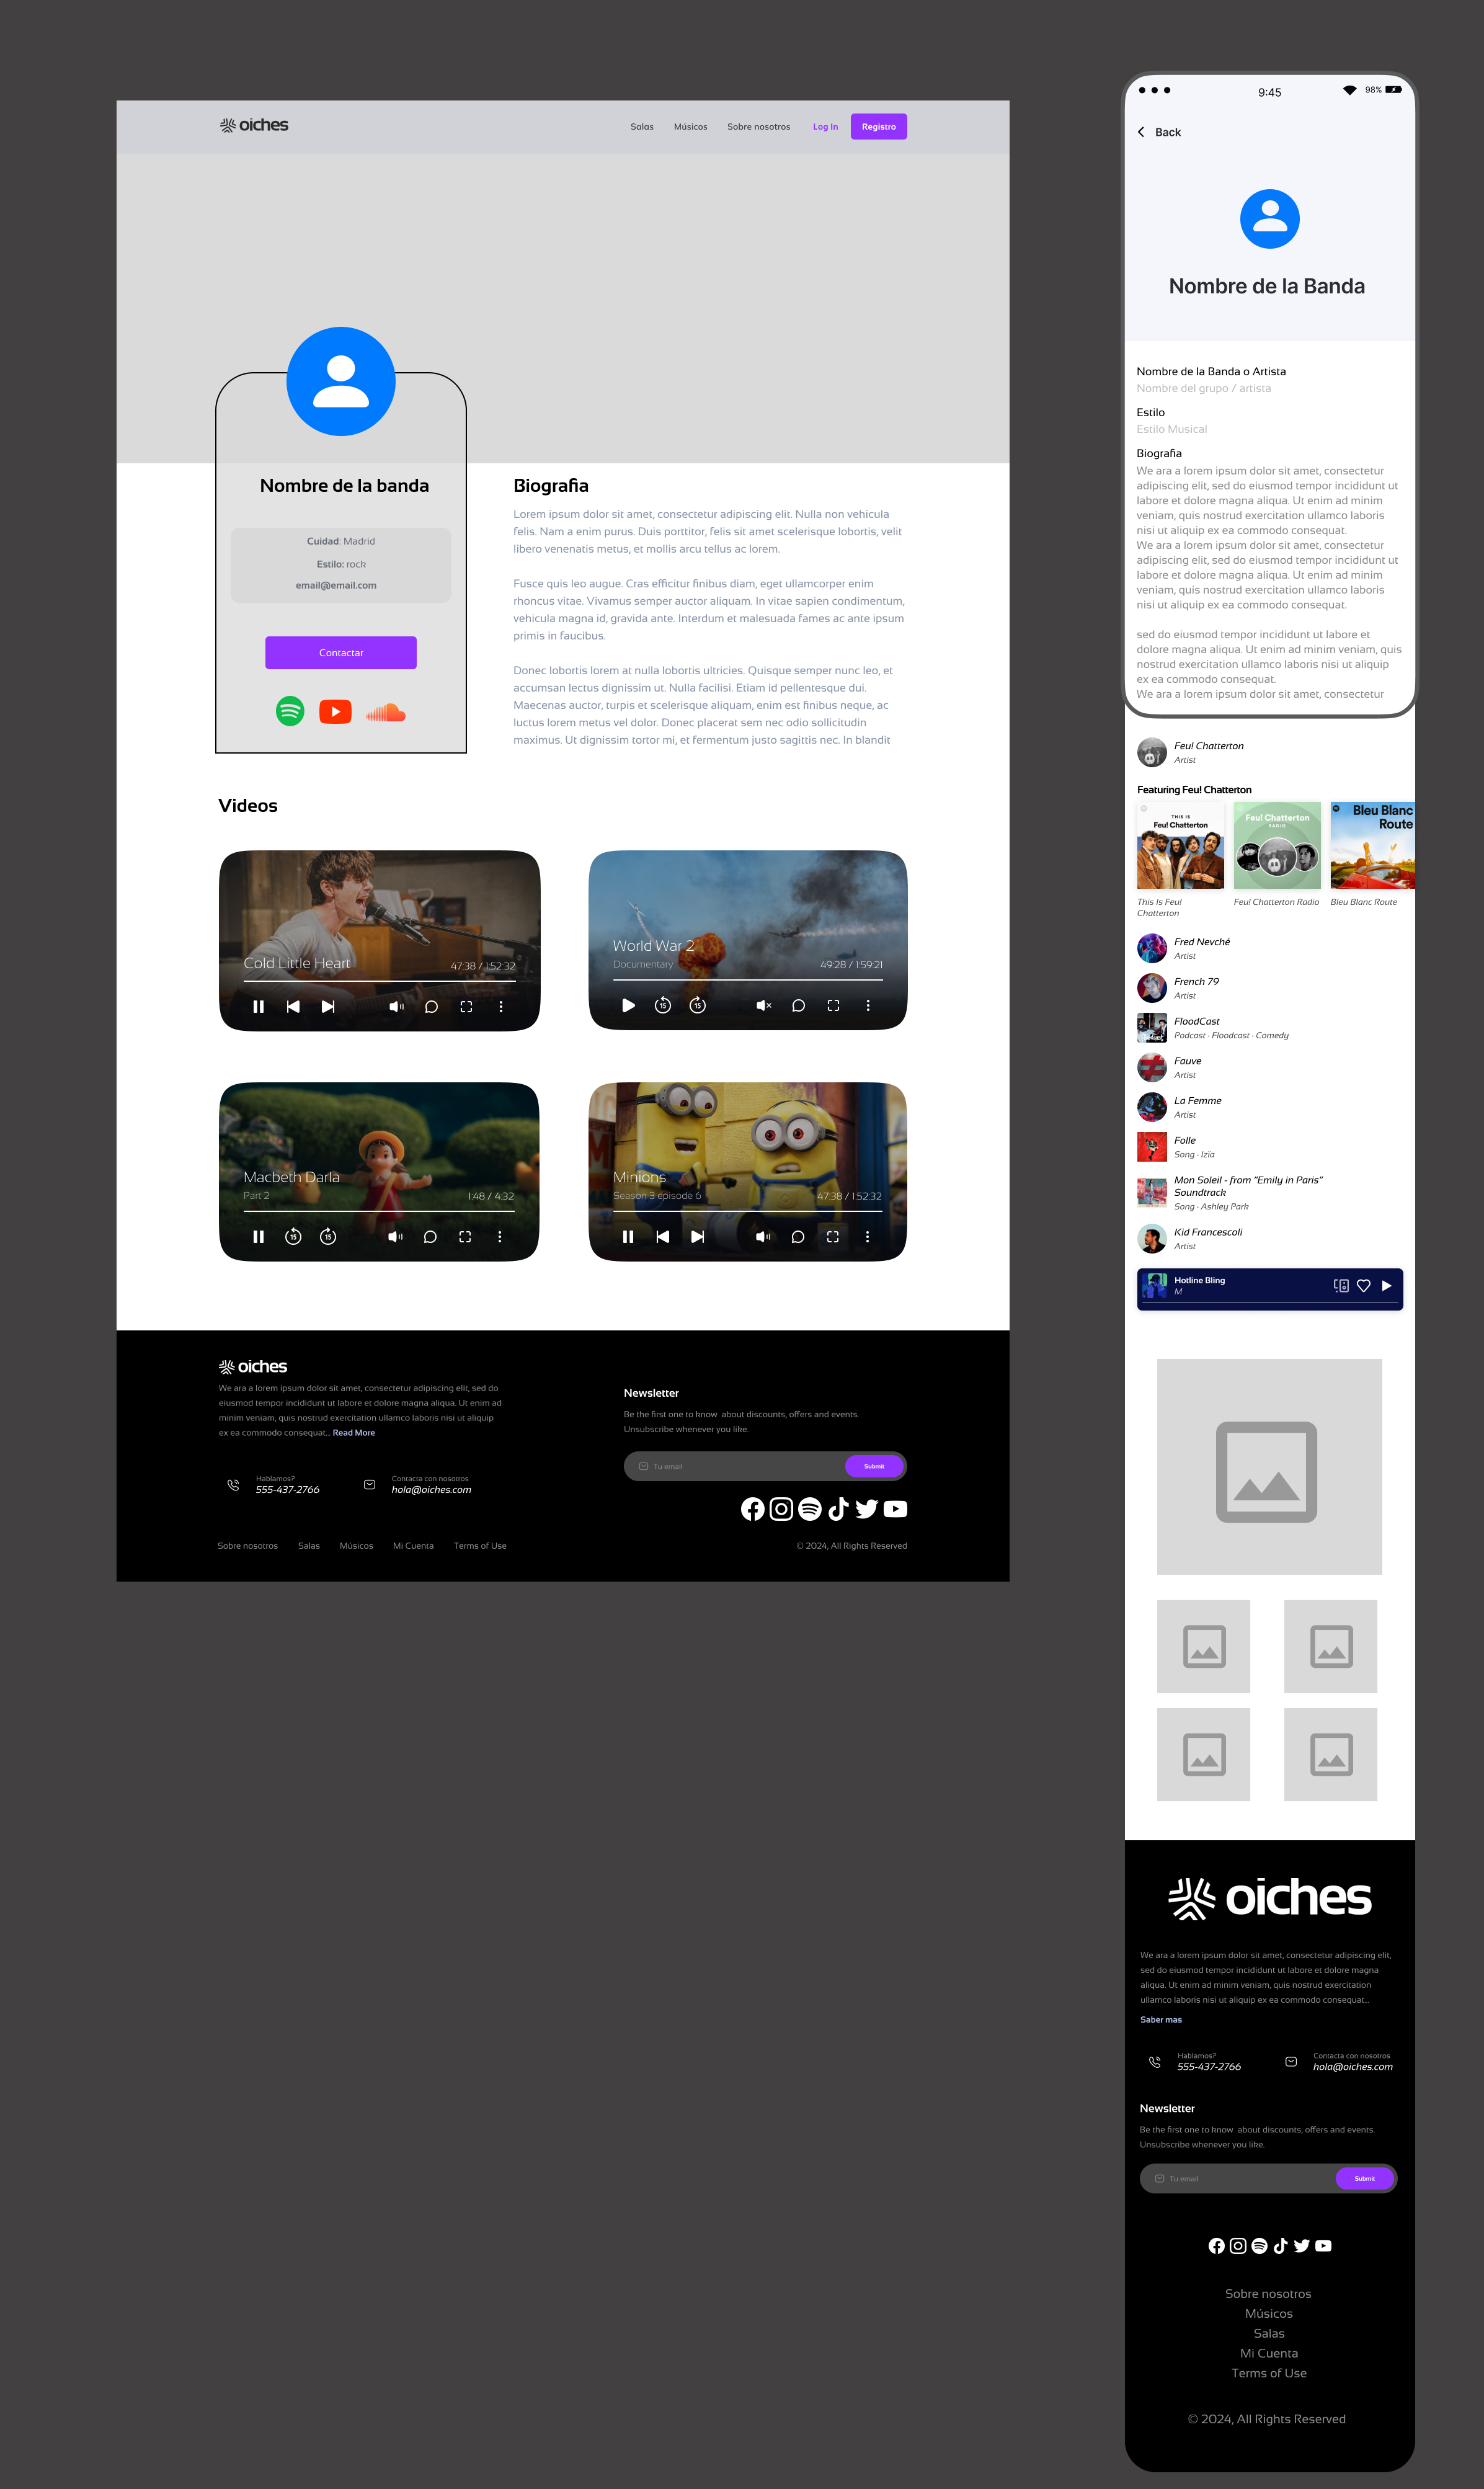 oiches
Salas Músicos Sobre nosotros Log In Registro
Nombre de la banda
Cuidad: Madrid
Estilo: rock
email@email.com
Contactar
Biografia
Lorem ipsum dolor sit amet, consectetur adipiscing elit. Nulla non vehicula
felis. Nam a enim purus. Duis porttitor, felis sit amet scelerisque lobortis, velit
libero venenatis metus, et mollis arcu tellus ac lorem.
Fusce quis leo augue. Cras efficitur finibus diam, eget ullamcorper enim
rhoncus vitae. Vivamus semper auctor aliquam. In vitae sapien condimentum,
vehicula magna id, gravida ante. Interdum et malesuada fames ac ante ipsum
primis in faucibus.
Donec lobortis lorem at nulla lobortis ultricies. Quisque semper nunc leo, et
accumsan lectus dignissim ut. Nulla facilisi. Etiam id pellentesque dui.
Maecenas auctor, turpis et scelerisque aliquam, enim est finibus neque, ac
luctus lorem metus vel dolor. Donec placerat sem nec odio sollicitudin
maximus. Ut dignissim tortor mi, et fermentum justo sagittis nec. In blandit
Videos
Cold Little Heart
47:38 / 1:52:32
World War 2
Documentary
49:28 / 1:59:21
15 15
Macbeth Darla
Part 2
1:48 / 4:32
15 15
Minions
Season 3 episode 6
47:38 / 1:52:32
oiches
We ara a lorem ipsum dolor sit amet, consectetur adipiscing elit, sed do
eiusmod tempor incididunt ut labore et dolore magna aliqua. Ut enim ad
minim veniam, quis nostrud exercitation ullamco laboris nisi ut aliquip
ex ea commodo consequat... Read More
Hablamos?
555-437-2766
Contacta con nosotros
hola@oiches.com
Newsletter
Be the first one to know about discounts, offers and events.
Unsubscribe whenever you like.
Tu email Submit
Sobre nosotros Salas Músicos Mi Cuenta Terms of Use
© 2024, All Rights Reserved
9:45 98%
Back
Nombre de la Banda
Nombre de la Banda o Artista
Nombre del grupo / artista
Estilo
Estilo Musical
Biografia
We ara a lorem ipsum dolor sit amet, consectetur
adipiscing elit, sed do eiusmod tempor incididunt ut
labore et dolore magna aliqua. Ut enim ad minim
veniam, quis nostrud exercitation ullamco laboris
nisi ut aliquip ex ea commodo consequat.
We ara a lorem ipsum dolor sit amet, consectetur
adipiscing elit, sed do eiusmod tempor incididunt ut
labore et dolore magna aliqua. Ut enim ad minim
veniam, quis nostrud exercitation ullamco laboris
nisi ut aliquip ex ea commodo consequat.
sed do eiusmod tempor incididunt ut labore et
dolore magna aliqua. Ut enim ad minim veniam, quis
nostrud exercitation ullamco laboris nisi ut aliquip
ex ea commodo consequat.
We ara a lorem ipsum dolor sit amet, consectetur
Feu! Chatterton
Artist
Featuring Feu! Chatterton
THIS IS
Feu! Chatterton
Feu! Chatterton
RADIO
Bleu Blanc
Route
This Is Feu!
Chatterton
Feu! Chatterton Radio
Bleu Blanc Route
Fred Nevché
Artist
French 79
Artist
FloodCast
Podcast · Floodcast · Comedy
Fauve
Artist
La Femme
Artist
Folle
Song · Izïa
Mon Soleil - from "Emily in Paris"
Soundtrack
Song · Ashley Park
Kid Francescoli
Artist
Hotline Bling
M
oiches
We ara a lorem ipsum dolor sit amet, consectetur adipiscing elit,
sed do eiusmod tempor incididunt ut labore et dolore magna
aliqua. Ut enim ad minim veniam, quis nostrud exercitation
ullamco laboris nisi ut aliquip ex ea commodo consequat...
Saber mas
Hablamos?
555-437-2766
Contacta con nosotros
hola@oiches.com
Newsletter
Be the first one to know about discounts, offers and events.
Unsubscribe whenever you like.
Tu email Submit
Sobre nosotros
Músicos
Salas
Mi Cuenta
Terms of Use
© 2024, All Rights Reserved